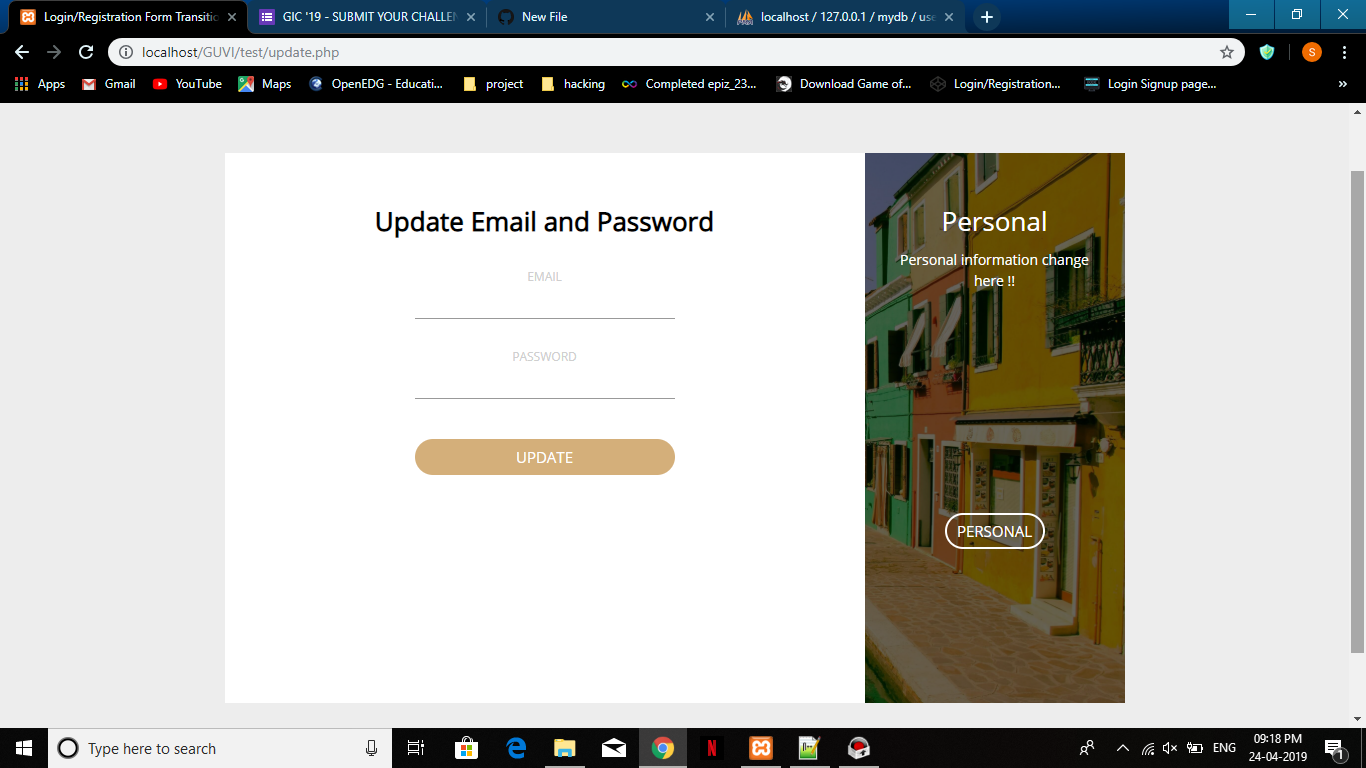 Login/Registration Form Transitio
GIC '19 - SUBMIT YOUR CHALLEN
New File
localhost / 127.0.0.1 / mydb / use
localhost/GUVI/test/update.php
S
Apps
Gmail
YouTube
Maps
OpenEDG - Educati...
project
hacking
Completed epiz_23...
Download Game of...
Login/Registration...
Login Signup page...
»
Update Email and Password
EMAIL
PASSWORD
UPDATE
Personal
Personal information change
here !!
PERSONAL
Type here to search
N
ENG
09:18 PM
24-04-2019
1